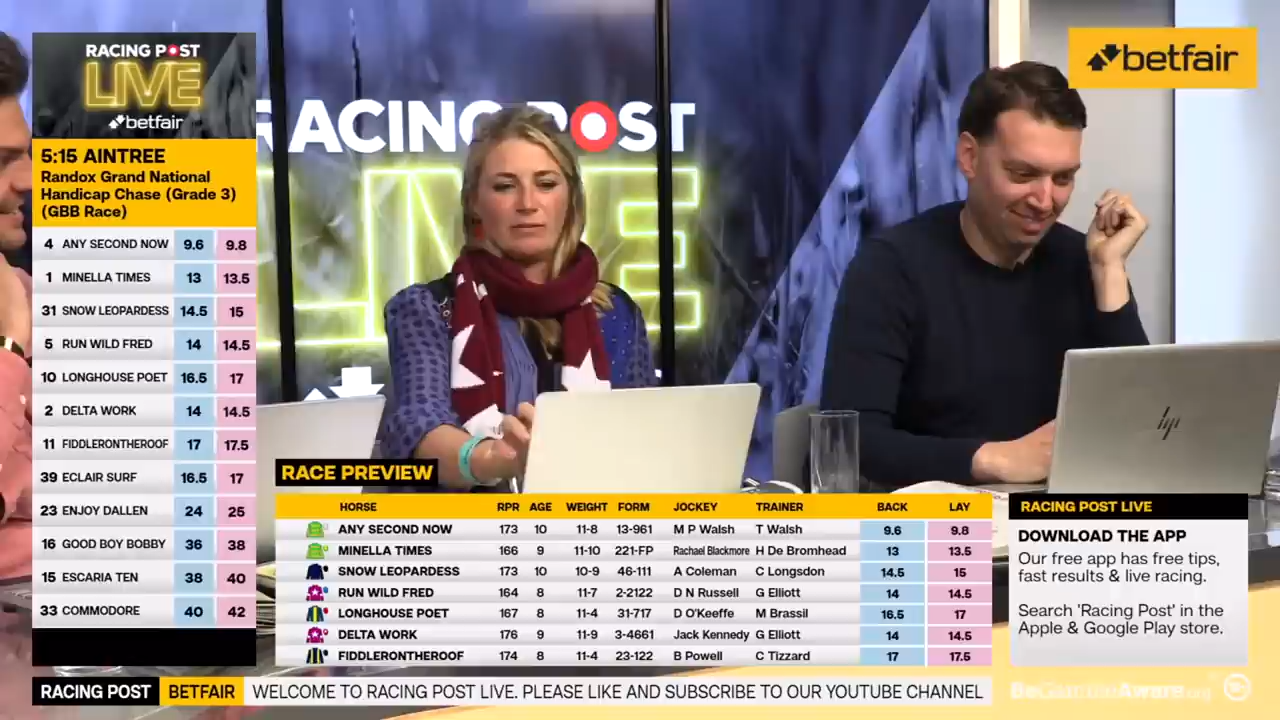 RACING POST
LIVE
betfair
5:15 AINTREE
Randox Grand National
Handicap Chase (Grade 3)
(GBB Race)
4 ANY SECOND NOW 9.6 9.8
1 MINELLA TIMES 13 13.5
31 SNOW LEOPARDESS 14.5 15
5 RUN WILD FRED 14 14.5
10 LONGHOUSE POET 16.5 17
2 DELTA WORK 14 14.5
11 FIDDLERONTHEROOF 17 17.5
39 ECLAIR SURF 16.5 17
23 ENJOY DALLEN 24 25
16 GOOD BOY BOBBY 36 38
15 ESCARIA TEN 38 40
33 COMMODORE 40 42
RACING POST
LIVE
betfair
hp
RACE PREVIEW
HORSE RPR AGE WEIGHT FORM JOCKEY TRAINER BACK LAY
ANY SECOND NOW 173 10 11-8 13-961 M P Walsh T Walsh 9.6 9.8
MINELLA TIMES 166 9 11-10 221-FP Rachael Blackmore H De Bromhead 13 13.5
SNOW LEOPARDESS 173 10 10-9 46-111 A Coleman C Longsdon 14.5 15
RUN WILD FRED 164 8 11-7 2-2122 D N Russell G Elliott 14 14.5
LONGHOUSE POET 167 8 11-4 31-717 D O'Keeffe M Brassil 16.5 17
DELTA WORK 176 9 11-9 3-4661 Jack Kennedy G Elliott 14 14.5
FIDDLERONTHEROOF 174 8 11-4 23-122 B Powell C Tizzard 17 17.5
RACING POST LIVE
DOWNLOAD THE APP
Our free app has free tips,
fast results & live racing.
Search 'Racing Post' in the
Apple & Google Play store.
RACING POST BETFAIR WELCOME TO RACING POST LIVE. PLEASE LIKE AND SUBSCRIBE TO OUR YOUTUBE CHANNEL
BeGambleAware.org 18+